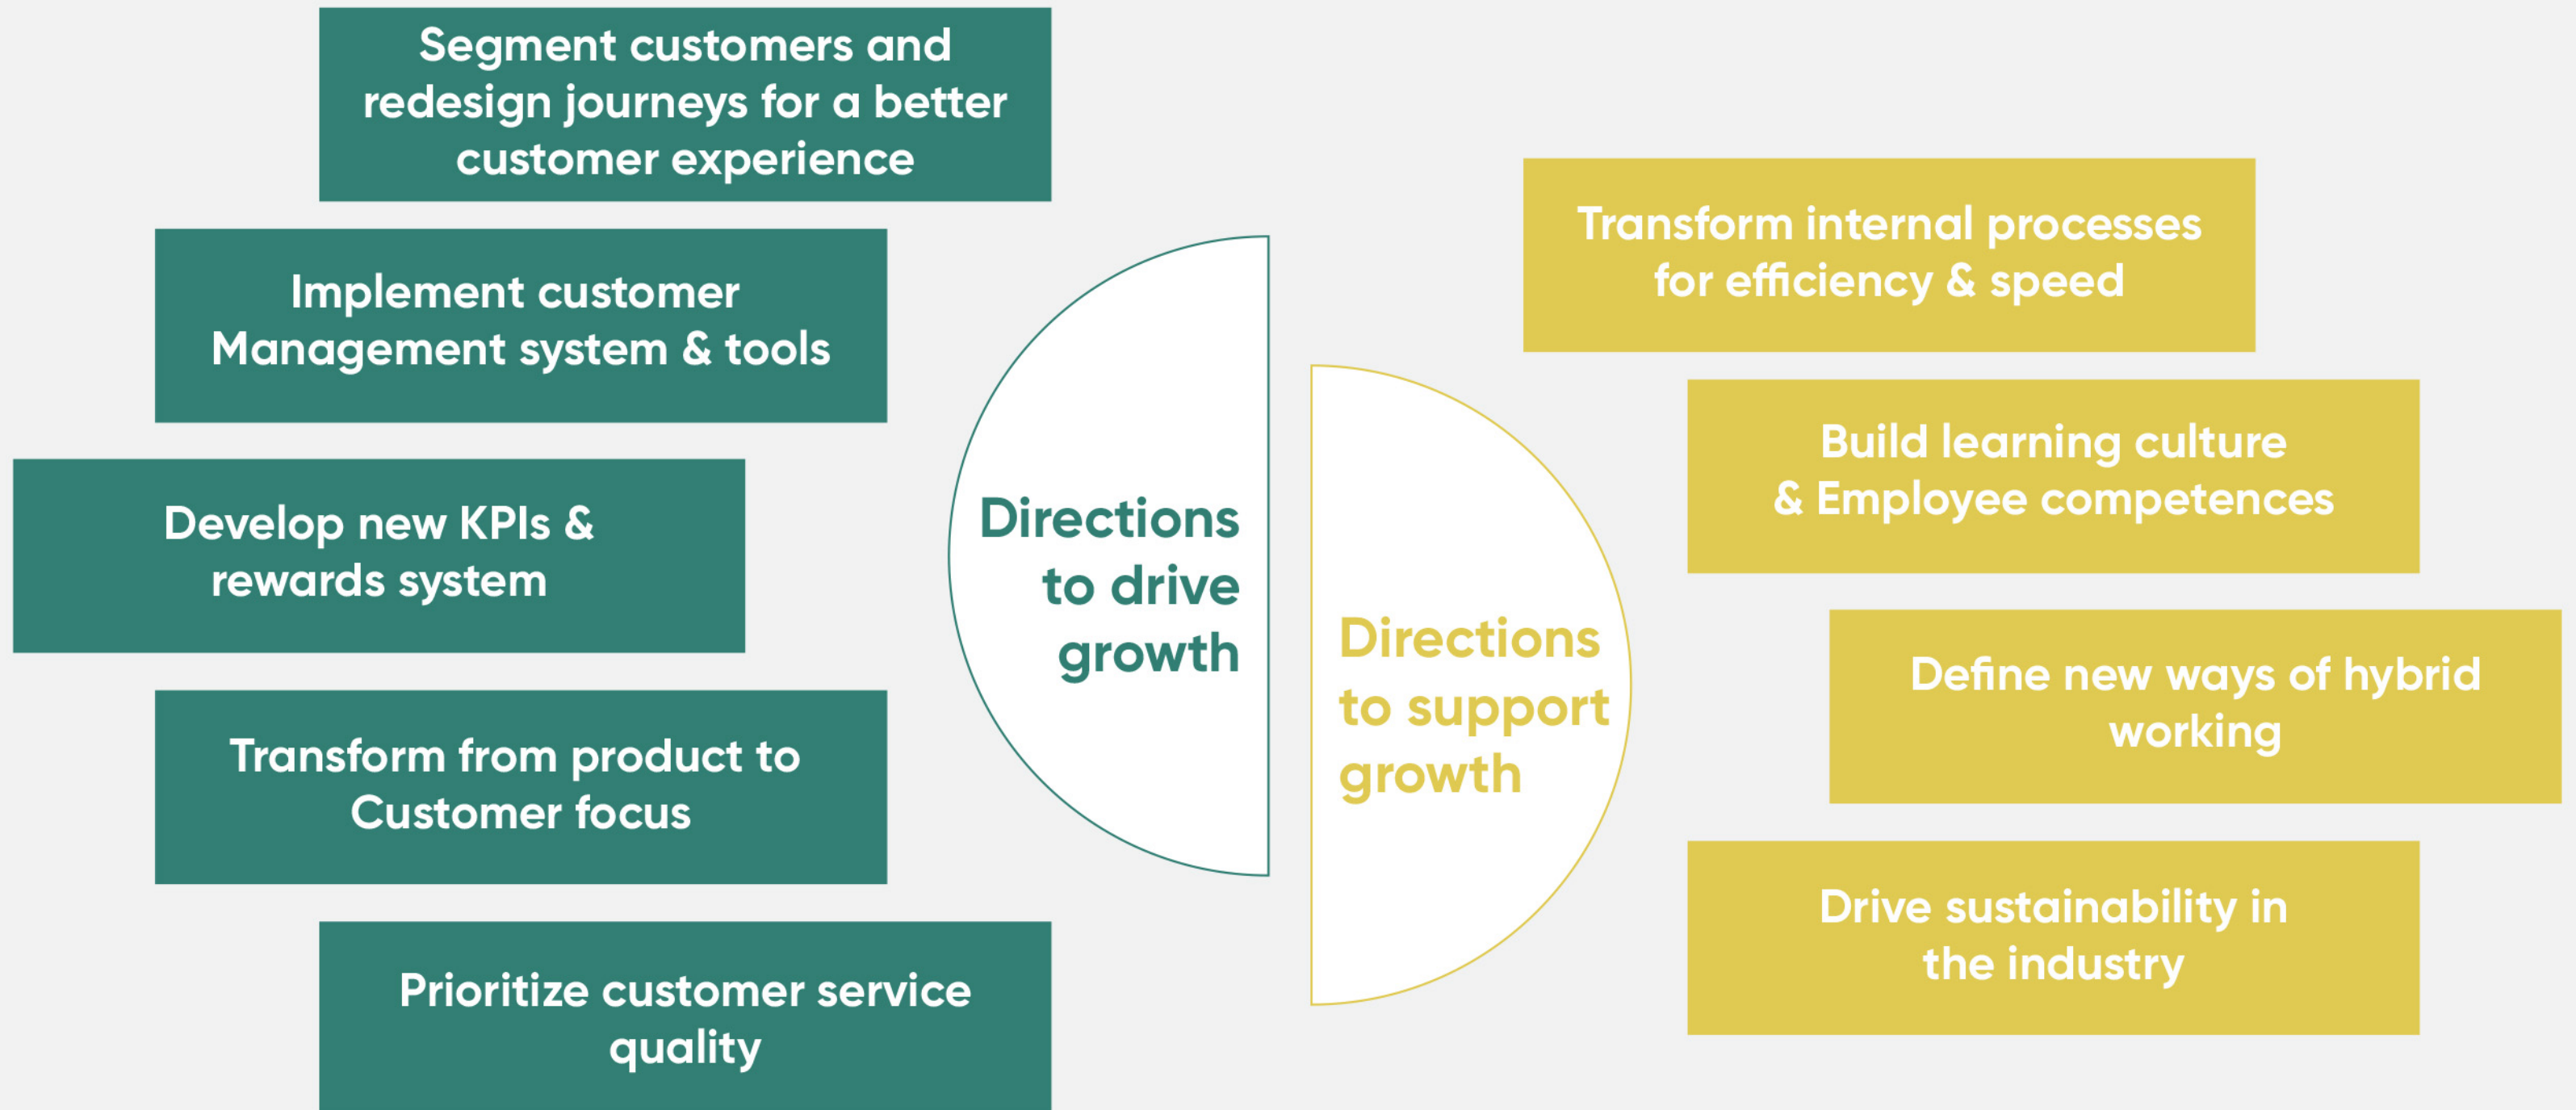 Segment customers and
redesign journeys for a better
customer experience
Implement customer
Management system & tools
Develop new KPIs &
rewards system
Transform from product to
Customer focus
Prioritize customer service
quality
Directions
to drive
growth
Directions
to support
growth
Transform internal processes
for efficiency & speed
Build learning culture
& Employee competences
Define new ways of hybrid
working
Drive sustainability in
the industry